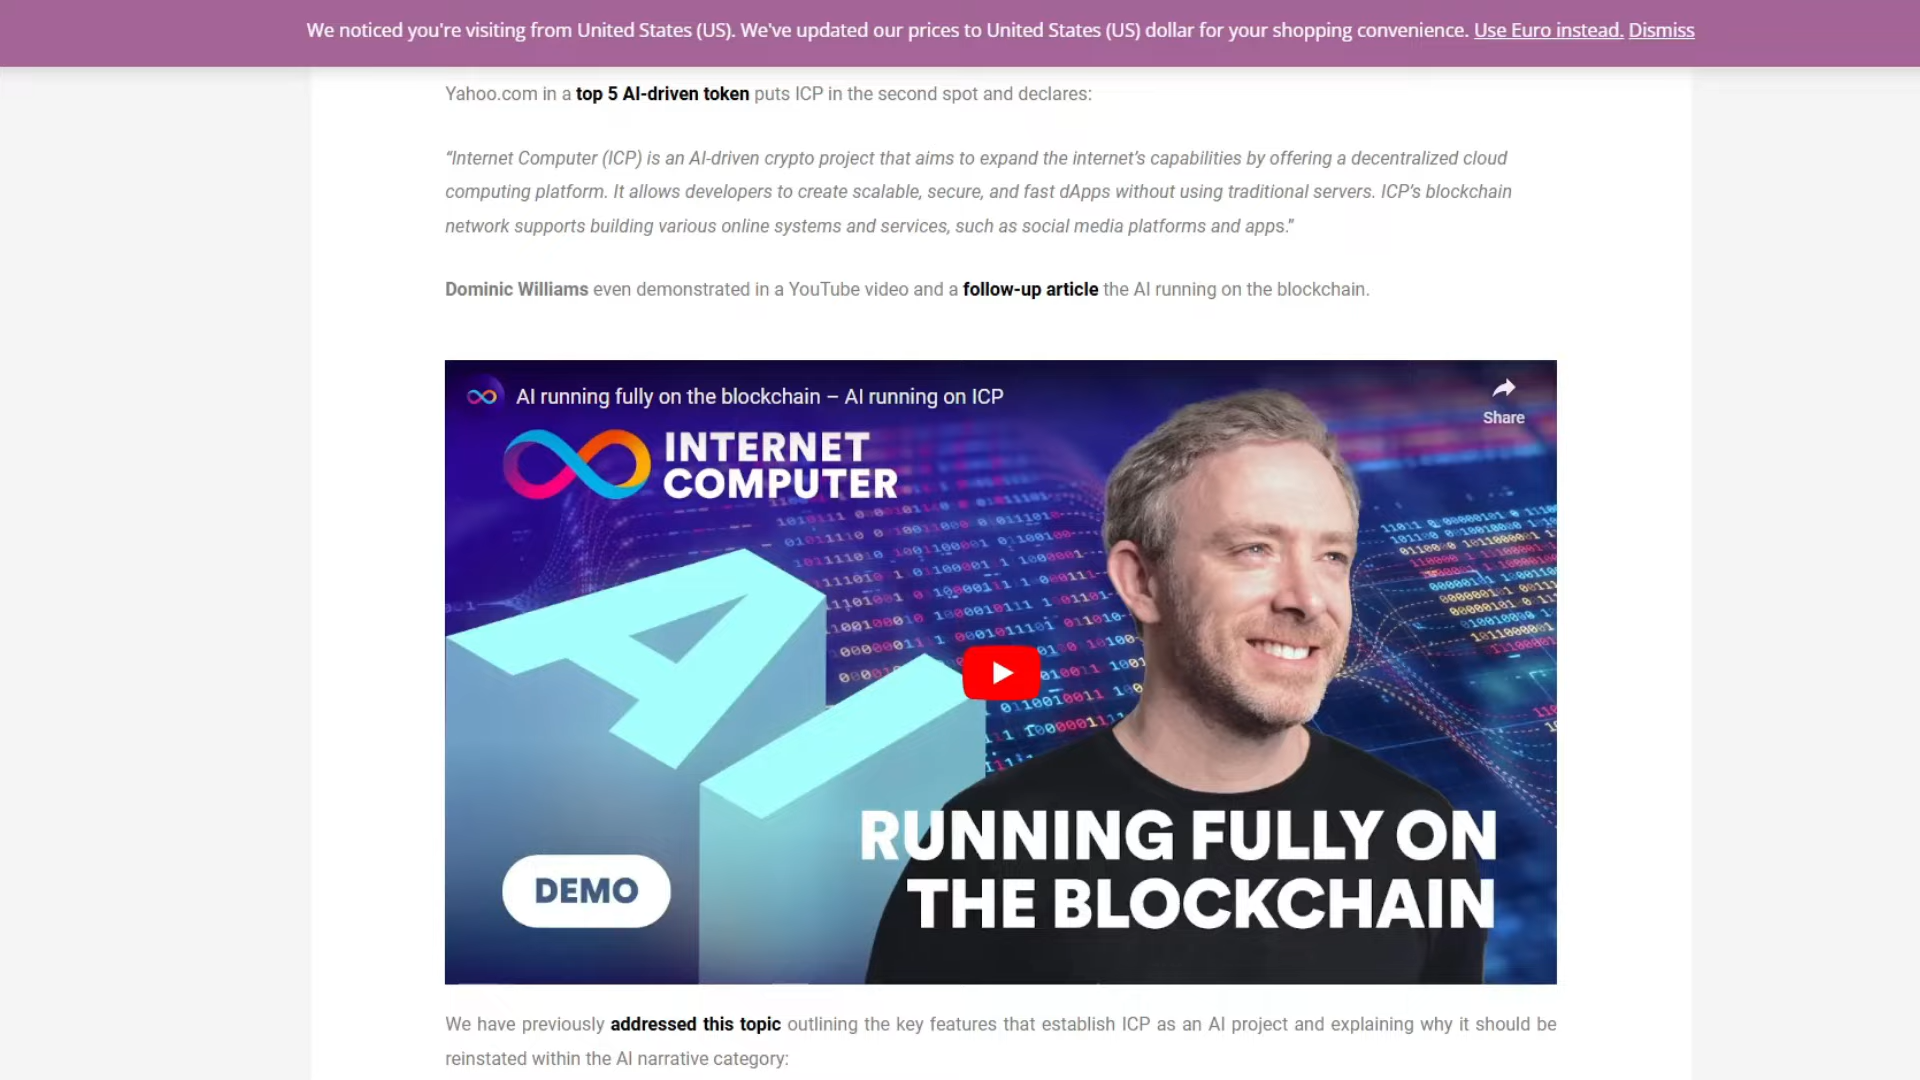 We noticed you're visiting from United States (US). We've updated our prices to United States (US) dollar for your shopping convenience. Use Euro instead. Dismiss
Yahoo.com in a top 5 AI-driven token puts ICP in the second spot and declares:
“Internet Computer (ICP) is an AI-driven crypto project that aims to expand the internet’s capabilities by offering a decentralized cloud
computing platform. It allows developers to create scalable, secure, and fast dApps without using traditional servers. ICP’s blockchain
network supports building various online systems and services, such as social media platforms and apps.”
Dominic Williams even demonstrated in a YouTube video and a follow-up article the AI running on the blockchain.
AI running fully on the blockchain – AI running on ICP
Share
INTERNET
COMPUTER
AI
RUNNING FULLY ON
THE BLOCKCHAIN
DEMO
We have previously addressed this topic outlining the key features that establish ICP as an AI project and explaining why it should be
reinstated within the AI narrative category: